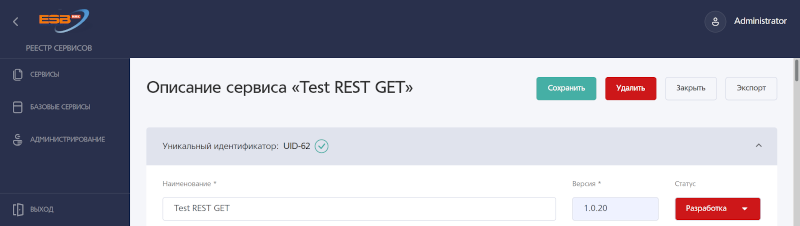 ESB
Administrator
РЕЕСТР СЕРВИСОВ
СЕРВИСЫ
БАЗОВЫЕ СЕРВИСЫ
АДМИНИСТРИРОВАНИЕ
ВЫХОД
Описание сервиса «Test REST GET»
Сохранить
Удалить
Закрыть
Экспорт
Уникальный идентификатор: UID-62
Наименование *
Версия *
Статус
Test REST GET
1.0.20
Разработка